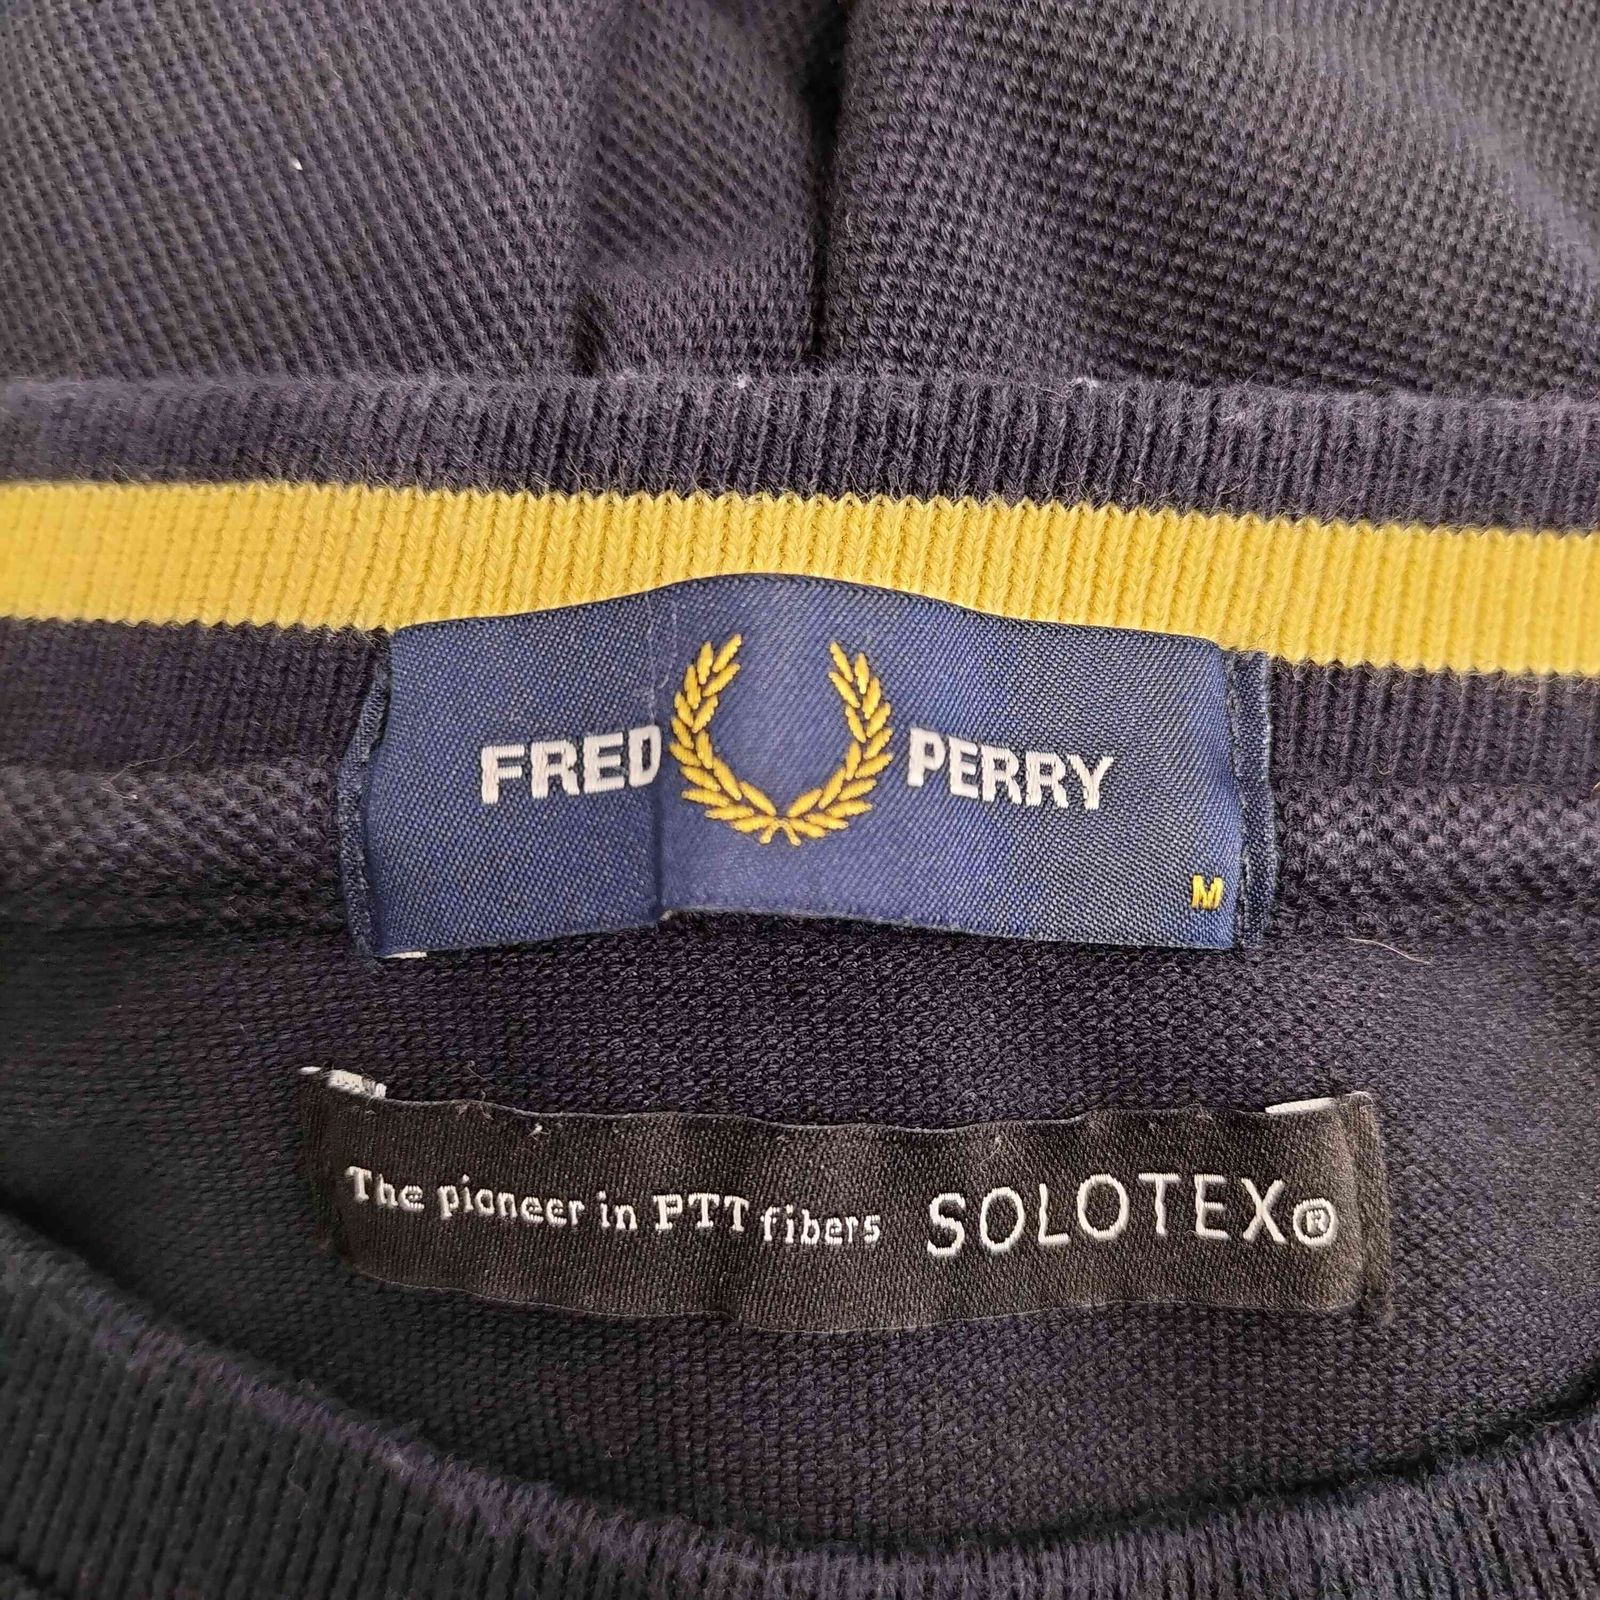 FRED PERRY
M
The pioneer in PTT fibers SOLOTEX®